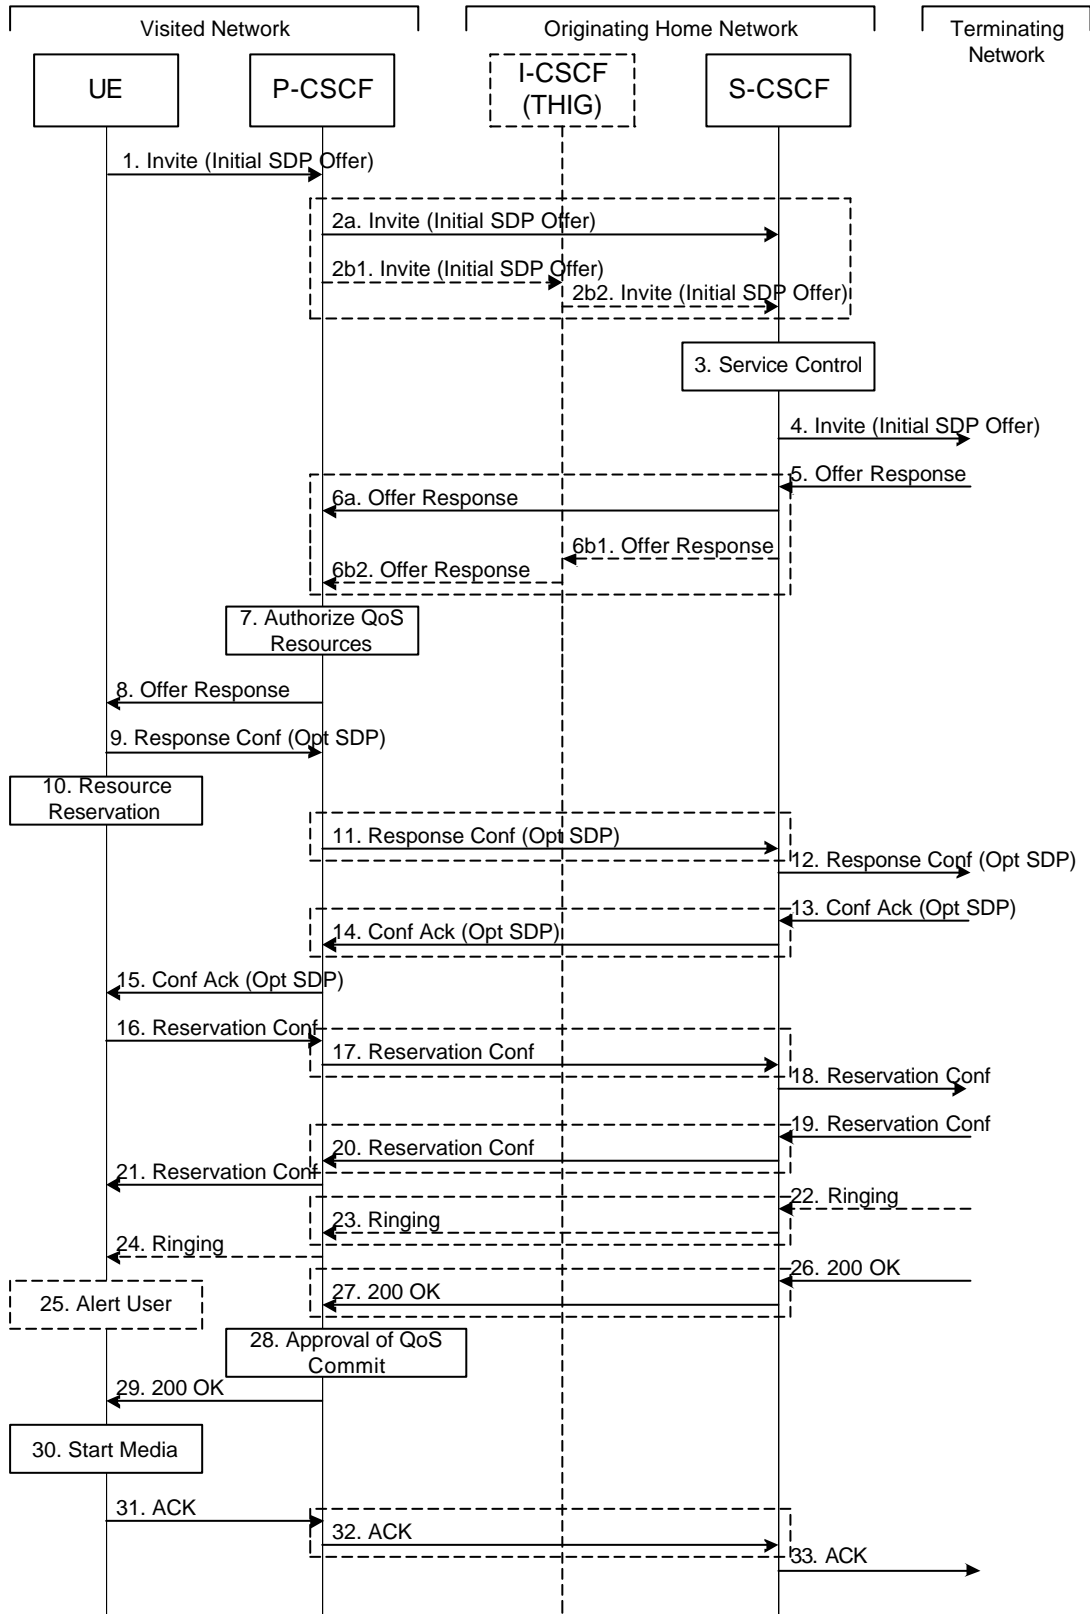 Visited Network
Originating Home Network
Terminating
Network
UE
P-CSCF
I-CSCF
(THIG)
S-CSCF
1. Invite (Initial SDP Offer)
2a. Invite (Initial SDP Offer)
2b1. Invite (Initial SDP Offer)
2b2. Invite (Initial SDP Offer)
3. Service Control
4. Invite (Initial SDP Offer)
5. Offer Response
6a. Offer Response
6b1. Offer Response
6b2. Offer Response
7. Authorize QoS
Resources
8. Offer Response
9. Response Conf (Opt SDP)
10. Resource
Reservation
11. Response Conf (Opt SDP)
12. Response Conf (Opt SDP)
13. Conf Ack (Opt SDP)
14. Conf Ack (Opt SDP)
15. Conf Ack (Opt SDP)
16. Reservation Conf
17. Reservation Conf
18. Reservation Conf
19. Reservation Conf
20. Reservation Conf
21. Reservation Conf
22. Ringing
23. Ringing
24. Ringing
25. Alert User
26. 200 OK
27. 200 OK
28. Approval of QoS
Commit
29. 200 OK
30. Start Media
31. ACK
32. ACK
33. ACK